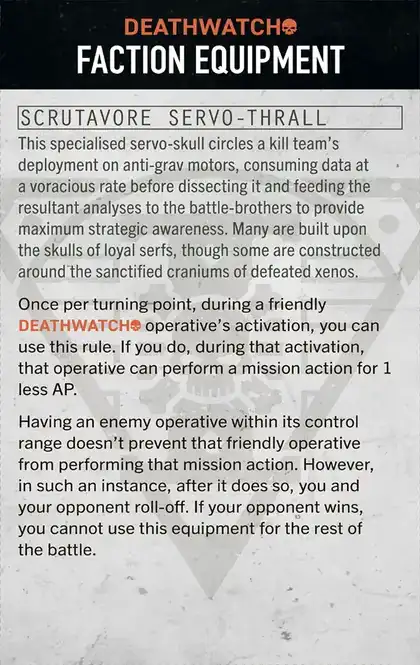 DEATHWATCH
FACTION EQUIPMENT
SCRUTAVORE SERVO-THRALL
This specialised servo-skull circles a kill team's
deployment on anti-grav motors, consuming data at
a voracious rate before dissecting it and feeding the
resultant analyses to the battle-brothers to provide
maximum strategic awareness. Many are built upon
the skulls of loyal serfs, though some are constructed
around the sanctified craniums of defeated xenos.
Once per turning point, during a friendly
DEATHWATCH operative's activation, you can
use this rule. If you do, during that activation,
that operative can perform a mission action for 1
less AP.
Having an enemy operative within its control
range doesn't prevent that friendly operative
from performing that mission action. However,
in such an instance, after it does so, you and
your opponent roll-off. If your opponent wins,
you cannot use this equipment for the rest of
the battle.